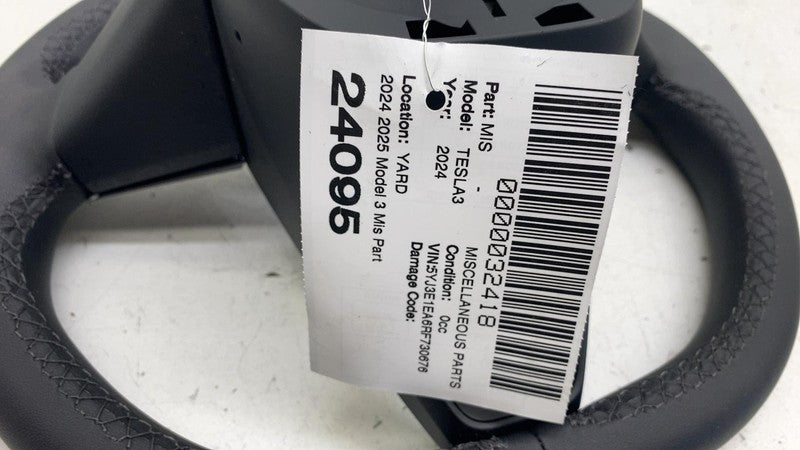 0000032418
Part: MIS - MISCELLANEOUS PARTS
Model: TESLA3 Condition: 0cc
Year: 2024 VIN:5YJ3E1EA6RF730676
Damage Code:
Location: YARD
2024 2025 Model 3 Mis Part
24095